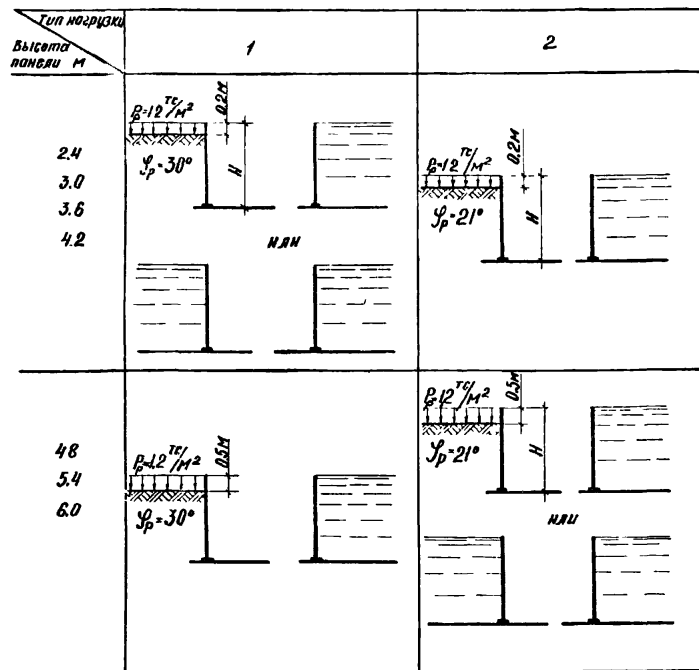 Тип нагрузки
Высота
панели м
1
2
2.4
3.0
3.6
4.2
Pр=12 тс/м²
0.2м
φр=30°
H
или
Pр=12 тс/м²
0.2м
φр=21°
H
4.8
5.4
6.0
Pр=1.2 тс/м²
0.5м
φр=30°
Pр=12 тс/м²
0.5м
φр=21°
H
или